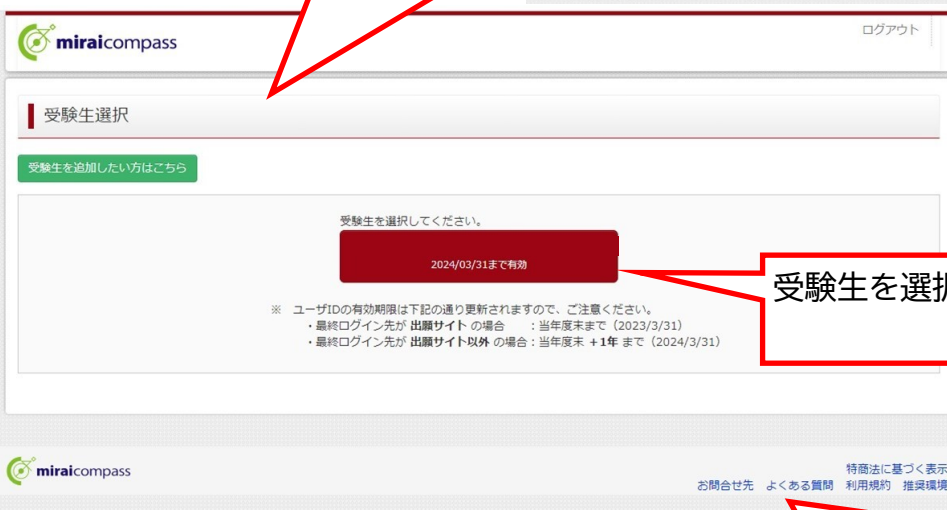 miraicompass
ログアウト
受験生選択
受験生を追加したい方はこちら
受験生を選択してください。
2024/03/31まで有効
受験生を選択
※ ユーザIDの有効期限は下記の通り更新されますので、ご注意ください。
・最終ログイン先が 出願サイト の場合 : 当年度末まで(2023/3/31)
・最終ログイン先が 出願サイト以外 の場合 : 当年度末 +1年 まで(2024/3/31)
miraicompass
特商法に基づく表示
お問合せ先 よくある質問 利用規約 推奨環境